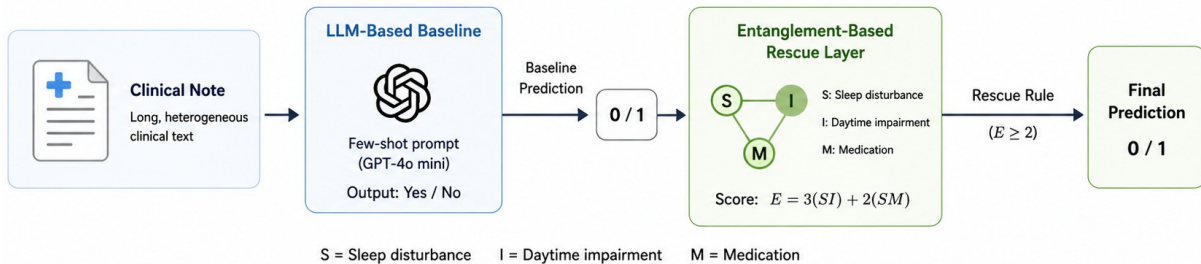 Clinical Note
Long, heterogeneous
clinical text
LLM-Based Baseline
Few-shot prompt
(GPT-4o mini)
Output: Yes / No
Baseline
Prediction
0 / 1
Entanglement-Based
Rescue Layer
S
I
M
S: Sleep disturbance
I: Daytime impairment
M: Medication
Score: E = 3(SI) + 2(SM)
Rescue Rule
(E ≥ 2)
Final
Prediction
0 / 1
S = Sleep disturbance I = Daytime impairment M = Medication